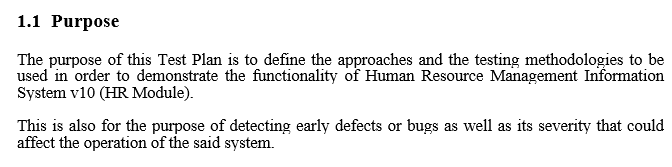 1.1 Purpose
The purpose of this Test Plan is to define the approaches and the testing methodologies to be
used in order to demonstrate the functionality of Human Resource Management Information
System v10 (HR Module).
This is also for the purpose of detecting early defects or bugs as well as its severity that could
affect the operation of the said system.